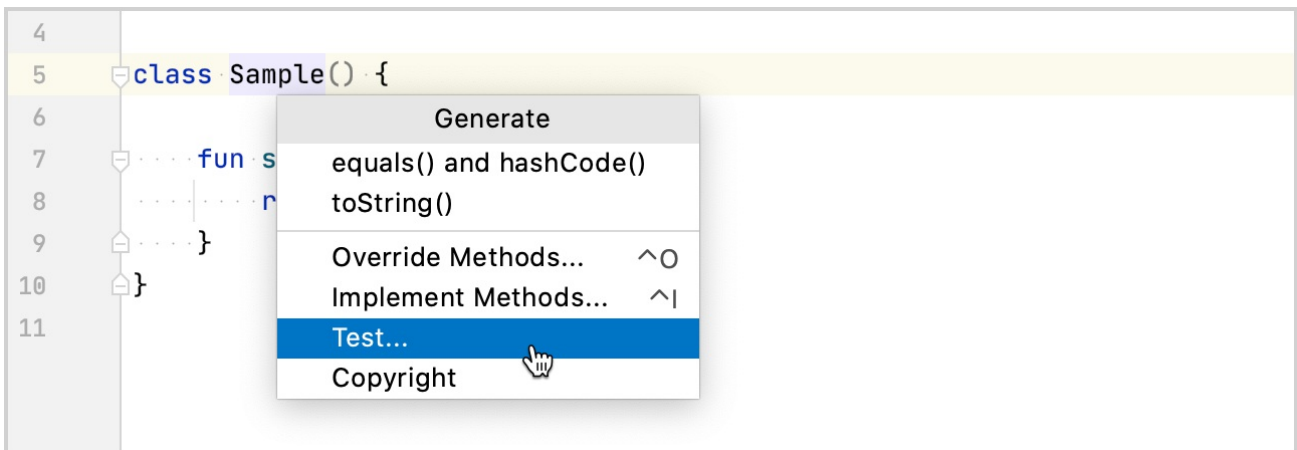 4
5 class Sample() {
6
7 fun s
8 r
9 }
10 }
11
Generate
equals() and hashCode()
toString()
Override Methods... ^O
Implement Methods... ^I
Test...
Copyright